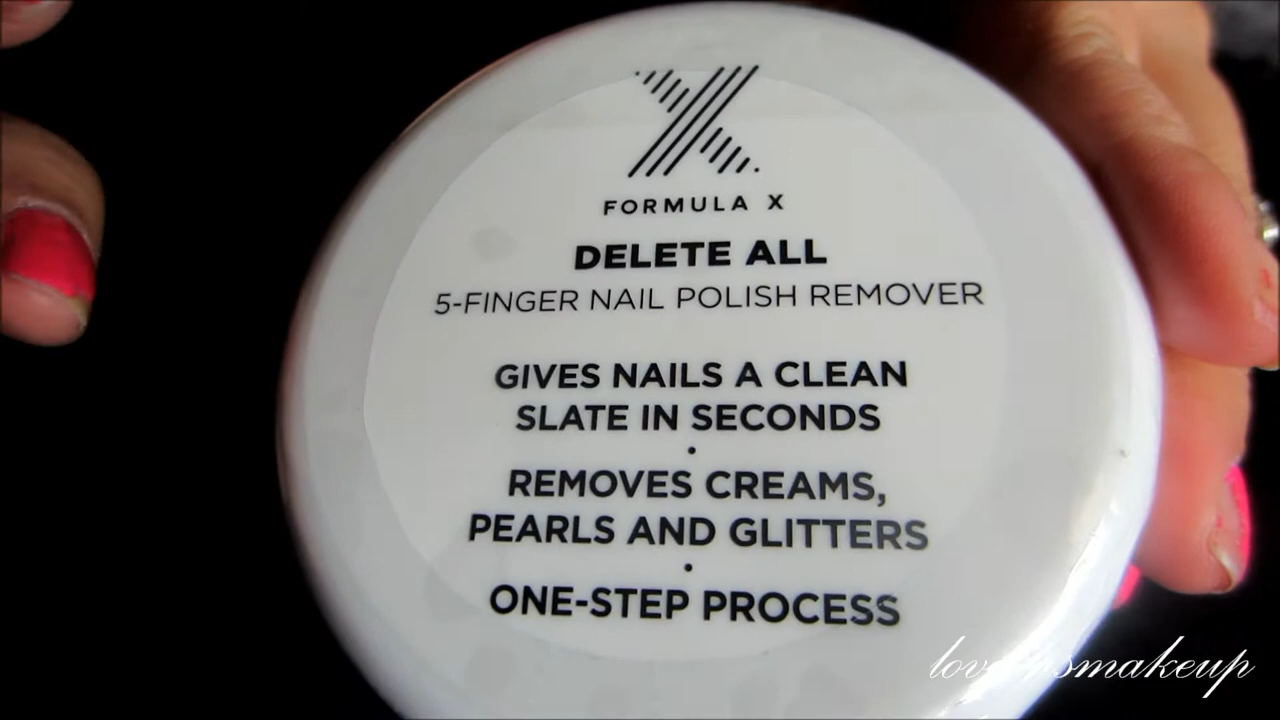 FORMULA X
DELETE ALL
5-FINGER NAIL POLISH REMOVER
GIVES NAILS A CLEAN
SLATE IN SECONDS
•
REMOVES CREAMS,
PEARLS AND GLITTERS
•
ONE-STEP PROCESS